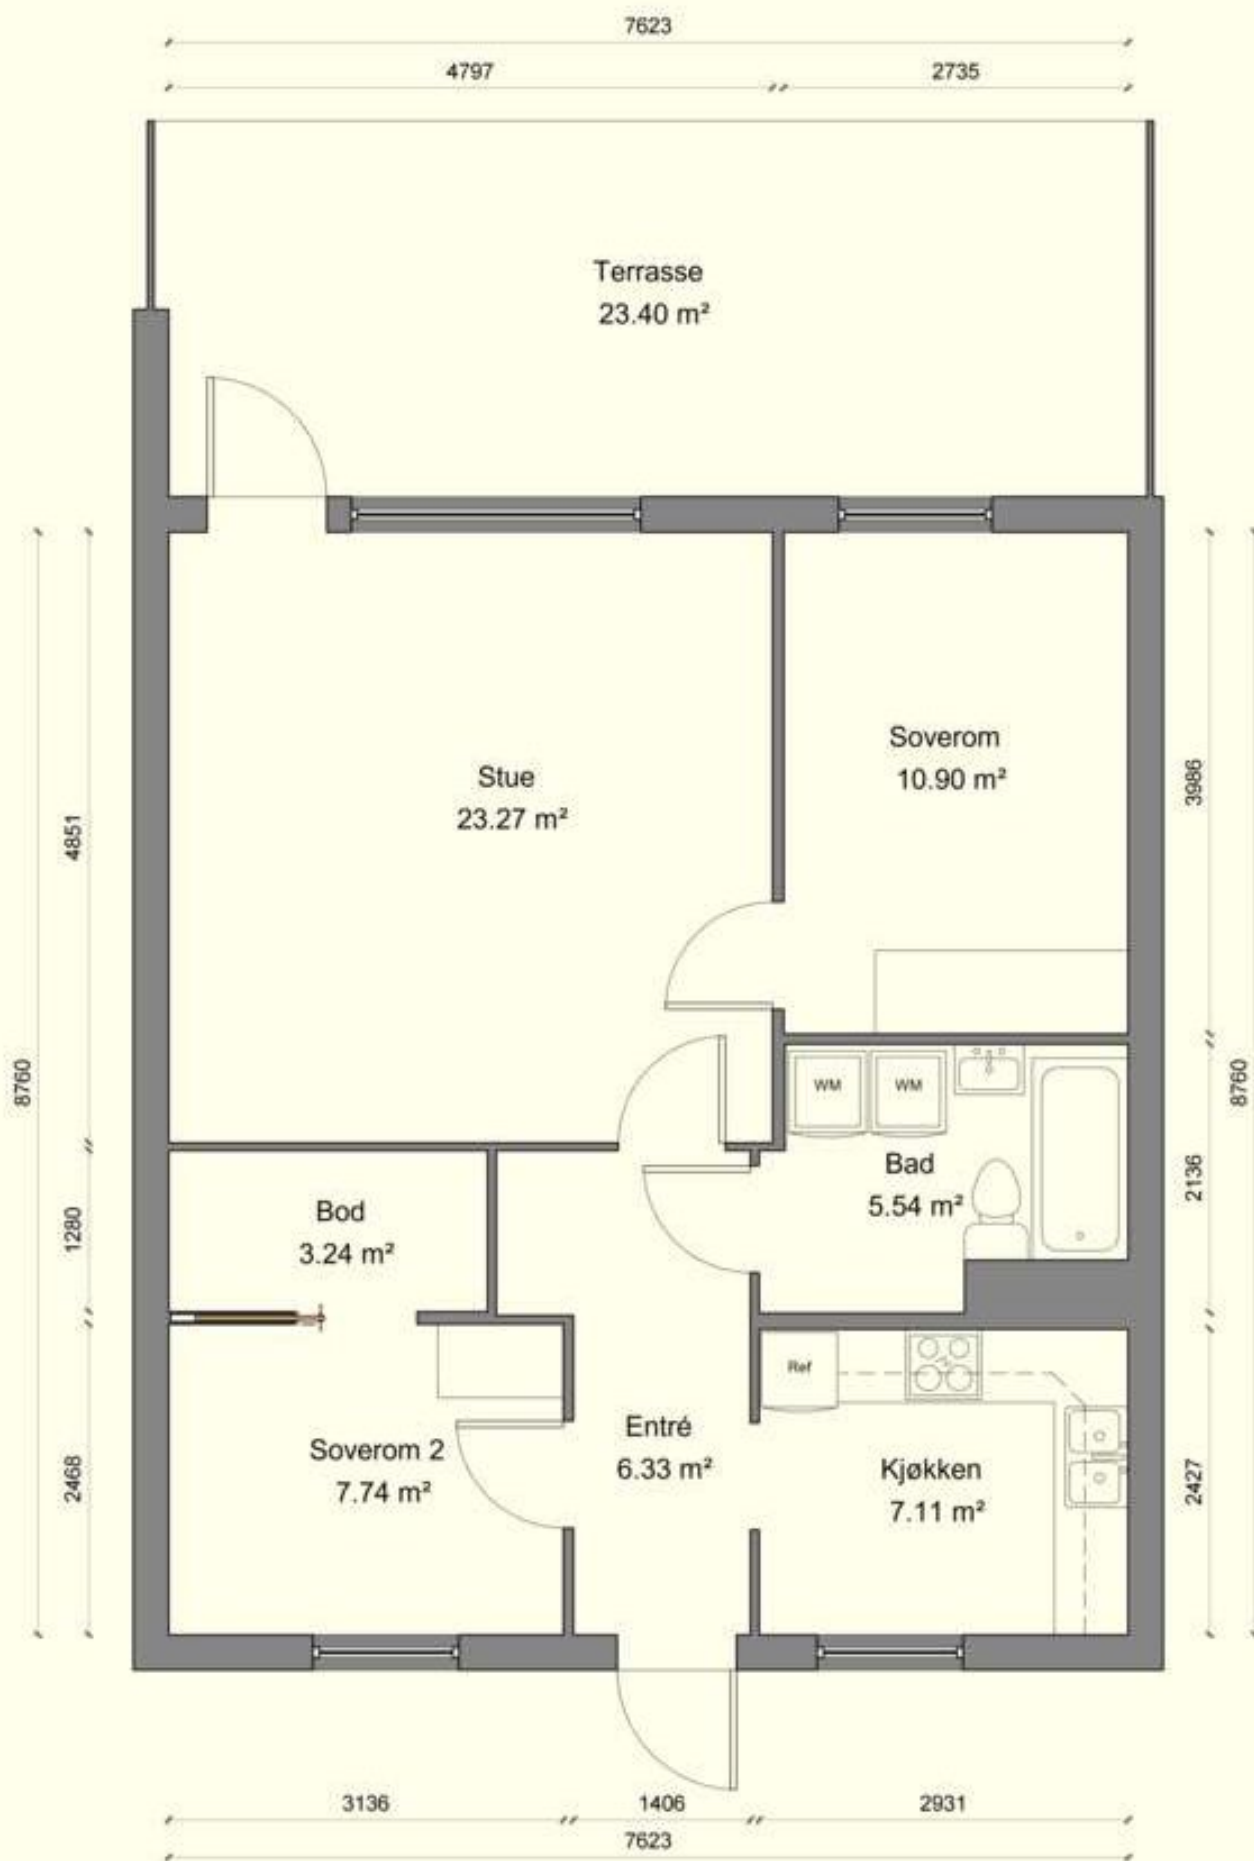 7623
4797 2735
Terrasse
23.40 m²
Stue
23.27 m²
Soverom
10.90 m²
3986
4851
8760
8760
WM WM
Bad
5.54 m²
2136
Bod
3.24 m²
1280
Ref
Entré
6.33 m²
Soverom 2
7.74 m²
Kjøkken
7.11 m²
2468
2427
3136 1406 2931
7623